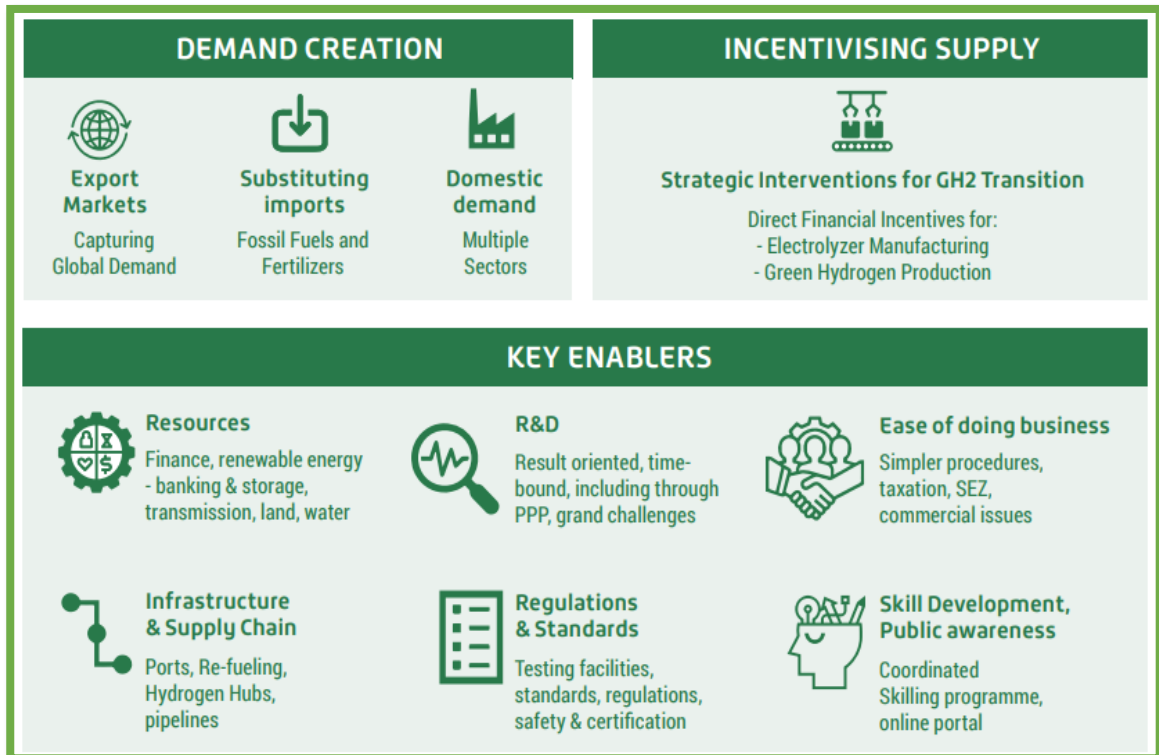 DEMAND CREATION
Export
Markets
Capturing
Global Demand
Substituting
imports
Fossil Fuels and
Fertilizers
Domestic
demand
Multiple
Sectors
INCENTIVISING SUPPLY
Strategic Interventions for GH2 Transition
Direct Financial Incentives for:
- Electrolyzer Manufacturing
- Green Hydrogen Production
KEY ENABLERS
$
Resources
Finance, renewable energy
- banking & storage,
transmission, land, water
R&D
Result oriented, time-
bound, including through
PPP, grand challenges
Ease of doing business
Simpler procedures,
taxation, SEZ,
commercial issues
Infrastructure
& Supply Chain
Ports, Re-fueling,
Hydrogen Hubs,
pipelines
Regulations
& Standards
Testing facilities,
standards, regulations,
safety & certification
Skill Development,
Public awareness
Coordinated
Skilling programme,
online portal